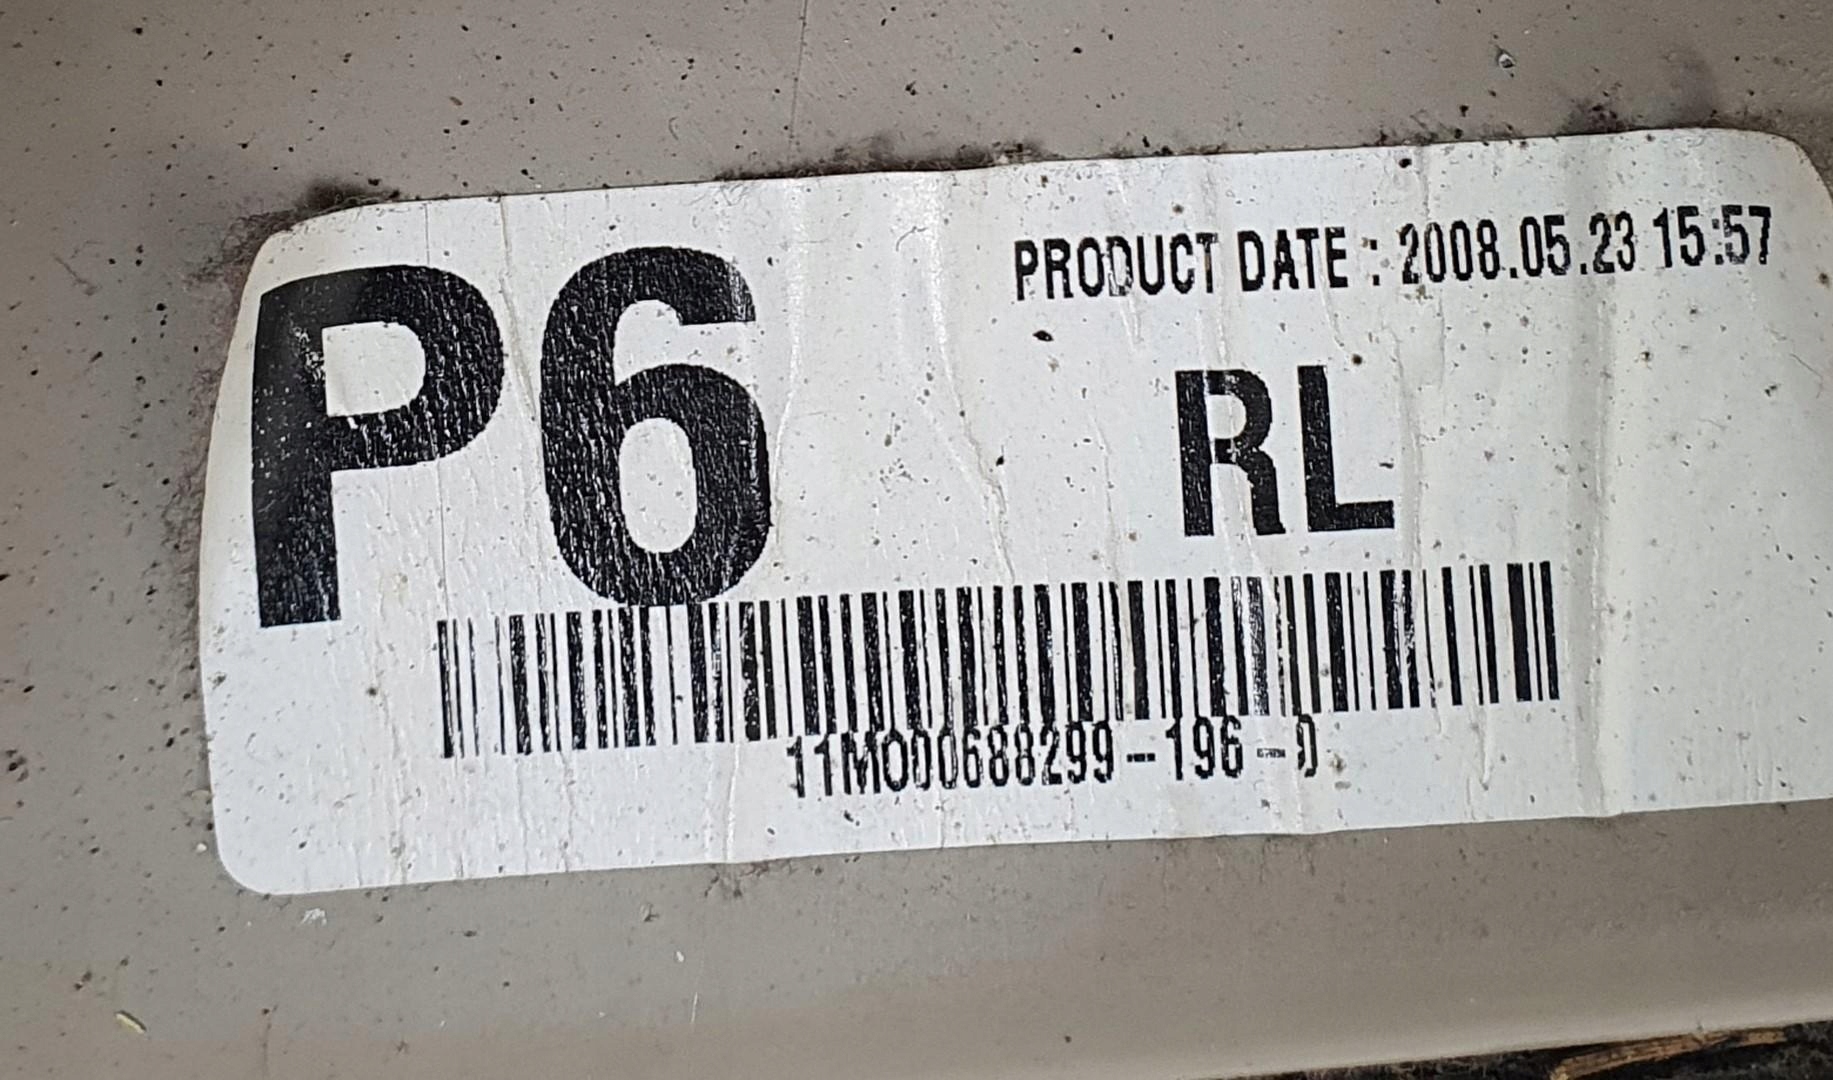 P6
PRODUCT DATE : 2008.05.23 15:57
RL
11M000688299-196-0